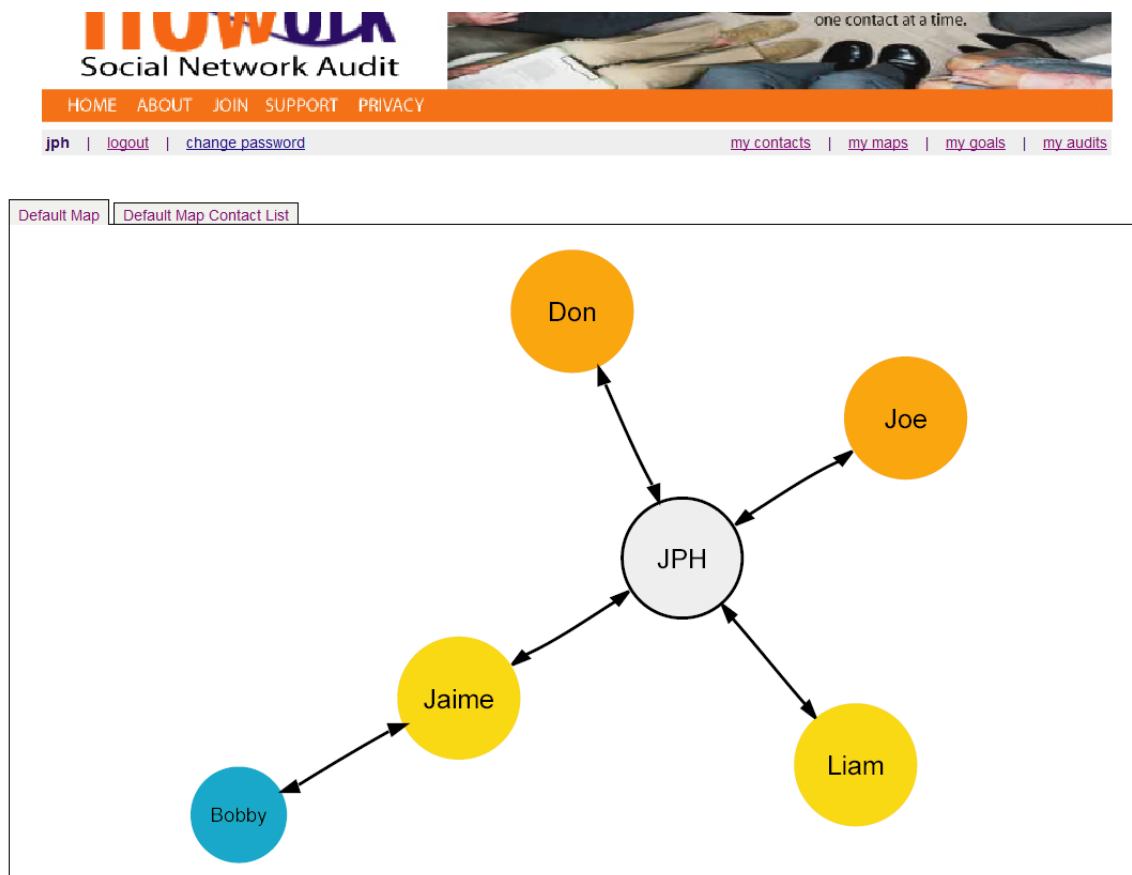 one contact at a time.
Social Network Audit
HOME ABOUT JOIN SUPPORT PRIVACY
jph | logout | change password my contacts | my maps | my goals | my audits
Default Map Default Map Contact List
Don
Joe
JPH
Jaime
Liam
Bobby